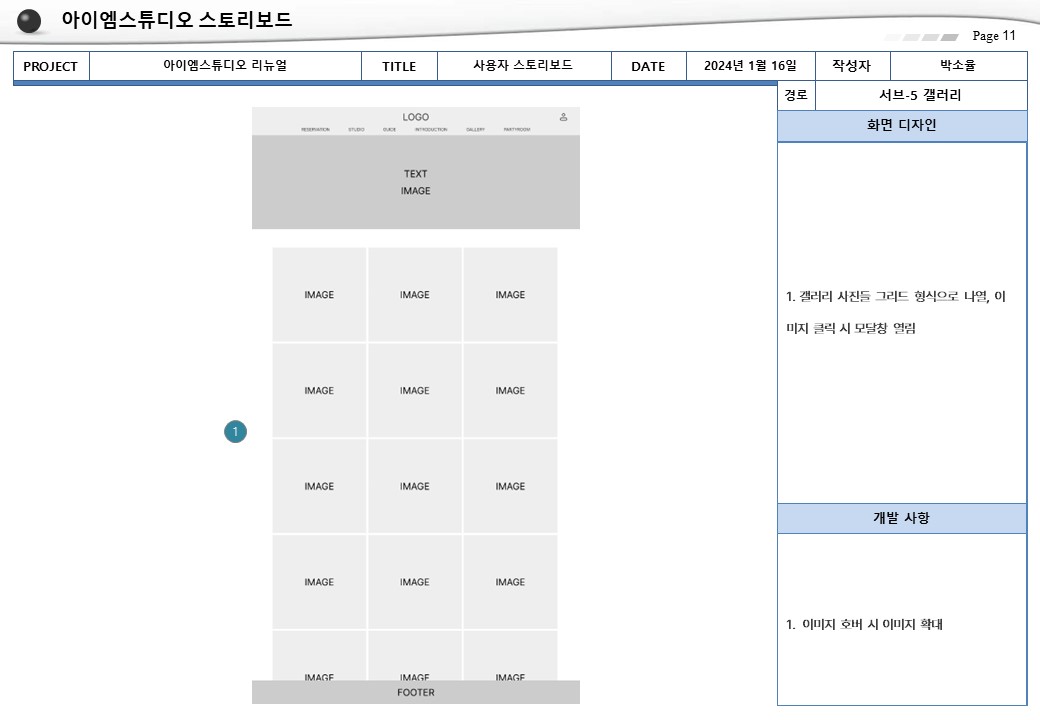 아이엠스튜디오 스토리보드
Page 11
PROJECT 아이엠스튜디오 리뉴얼 TITLE 사용자 스토리보드 DATE 2024년 1월 16일 작성자 박소율
경로 서브-5 갤러리
화면 디자인
LOGO
RESERVATION STUDIO GUIDE INTRODUCTION GALLERY PARTYROOM
TEXT
IMAGE
IMAGE IMAGE IMAGE
IMAGE IMAGE IMAGE
1
IMAGE IMAGE IMAGE
IMAGE IMAGE IMAGE
IMAGE IMAGE IMAGE
FOOTER
1. 갤러리 사진들 그리드 형식으로 나열, 이
미지 클릭 시 모달창 열림
개발 사항
1. 이미지 호버 시 이미지 확대